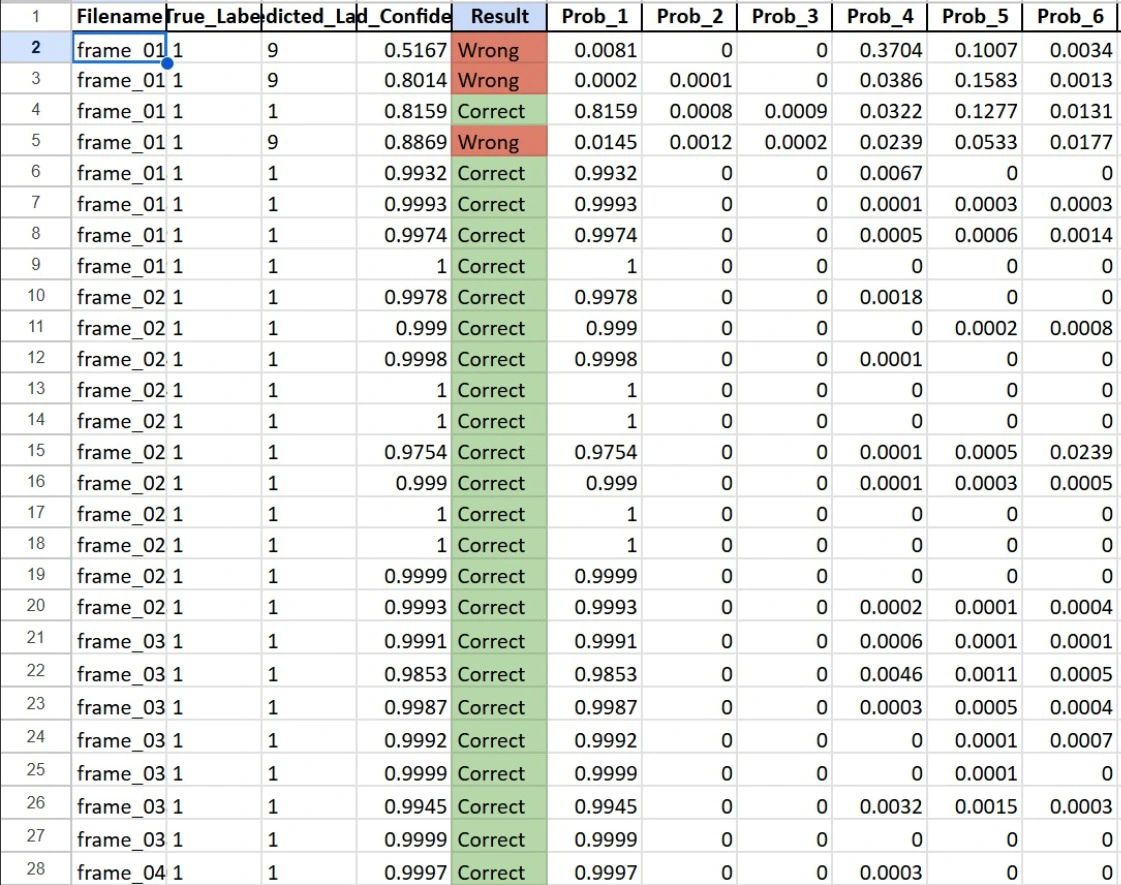 1 Filename True_Labe edicted_La d_Confide Result Prob_1 Prob_2 Prob_3 Prob_4 Prob_5 Prob_6
2 frame_01 1 9 0.5167 Wrong 0.0081 0 0 0.3704 0.1007 0.0034
3 frame_01 1 9 0.8014 Wrong 0.0002 0.0001 0 0.0386 0.1583 0.0013
4 frame_01 1 1 0.8159 Correct 0.8159 0.0008 0.0009 0.0322 0.1277 0.0131
5 frame_01 1 9 0.8869 Wrong 0.0145 0.0012 0.0002 0.0239 0.0533 0.0177
6 frame_01 1 1 0.9932 Correct 0.9932 0 0 0.0067 0 0
7 frame_01 1 1 0.9993 Correct 0.9993 0 0 0.0001 0.0003 0.0003
8 frame_01 1 1 0.9974 Correct 0.9974 0 0 0.0005 0.0006 0.0014
9 frame_01 1 1 1 Correct 1 0 0 0 0 0
10 frame_02 1 1 0.9978 Correct 0.9978 0 0 0.0018 0 0
11 frame_02 1 1 0.999 Correct 0.999 0 0 0 0.0002 0.0008
12 frame_02 1 1 0.9998 Correct 0.9998 0 0 0.0001 0 0
13 frame_02 1 1 1 Correct 1 0 0 0 0 0
14 frame_02 1 1 1 Correct 1 0 0 0 0 0
15 frame_02 1 1 0.9754 Correct 0.9754 0 0 0.0001 0.0005 0.0239
16 frame_02 1 1 0.999 Correct 0.999 0 0 0.0001 0.0003 0.0005
17 frame_02 1 1 1 Correct 1 0 0 0 0 0
18 frame_02 1 1 1 Correct 1 0 0 0 0 0
19 frame_02 1 1 0.9999 Correct 0.9999 0 0 0 0 0
20 frame_02 1 1 0.9993 Correct 0.9993 0 0 0.0002 0.0001 0.0004
21 frame_03 1 1 0.9991 Correct 0.9991 0 0 0.0006 0.0001 0.0001
22 frame_03 1 1 0.9853 Correct 0.9853 0 0 0.0046 0.0011 0.0005
23 frame_03 1 1 0.9987 Correct 0.9987 0 0 0.0003 0.0005 0.0004
24 frame_03 1 1 0.9992 Correct 0.9992 0 0 0 0.0001 0.0007
25 frame_03 1 1 0.9999 Correct 0.9999 0 0 0 0.0001 0
26 frame_03 1 1 0.9945 Correct 0.9945 0 0 0.0032 0.0015 0.0003
27 frame_03 1 1 0.9999 Correct 0.9999 0 0 0 0 0
28 frame_04 1 1 0.9997 Correct 0.9997 0 0 0.0003 0 0